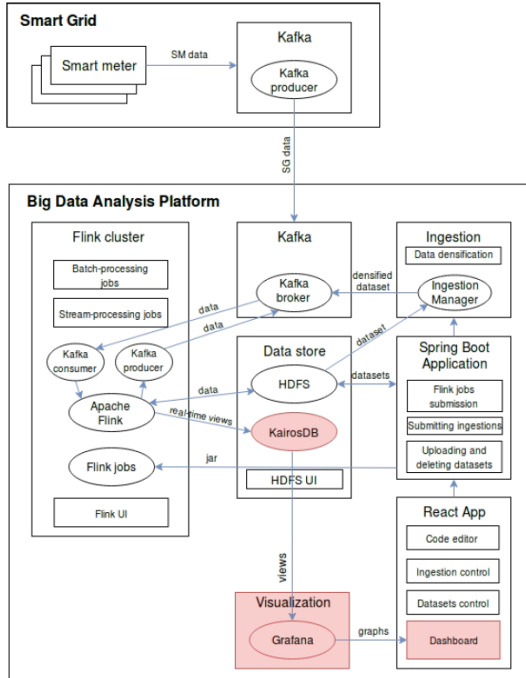 Smart Grid
Smart meter
SM data
Kafka
Kafka
producer
SG data
Big Data Analysis Platform
Flink cluster
Batch-processing
jobs
Stream-processing jobs
Kafka
consumer
Kafka
producer
Apache
Flink
Flink jobs
Flink UI
data
data
Kafka
Kafka
broker
densified
dataset
Ingestion
Data densification
Ingestion
Manager
dataset
Data store
HDFS
data
real-time views
KairosDB
HDFS UI
datasets
jar
Spring Boot
Application
Flink jobs
submission
Submitting ingestions
Uploading and
deleting datasets
views
Visualization
Grafana
graphs
React App
Code editor
Ingestion control
Datasets control
Dashboard